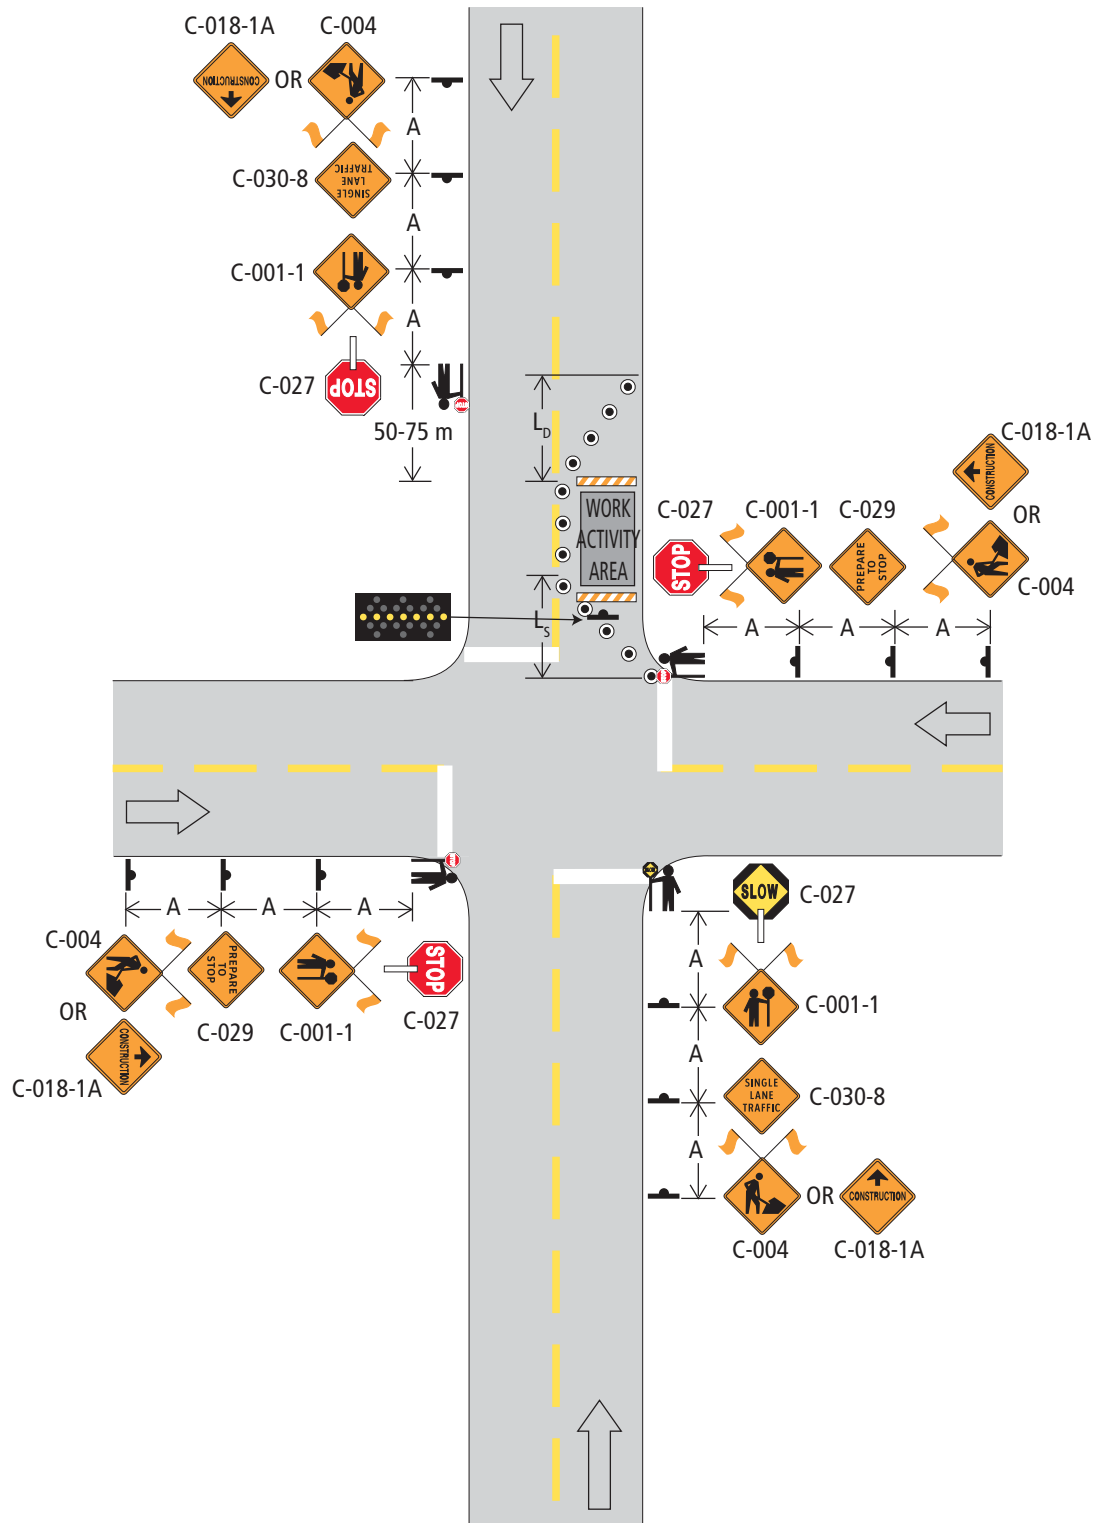 C-018-1A
C-004
CONSTRUCTION
OR
A
C-030-8
SINGLE
LANE
TRAFFIC
A
C-001-1
A
C-027
STOP
50-75 m
LD
WORK
ACTIVITY
AREA
LS
C-018-1A
CONSTRUCTION
OR
C-004
C-027
C-001-1
C-029
STOP
PREPARE
TO
STOP
A
A
A
A
A
A
C-004
PREPARE
TO
STOP
STOP
OR
C-029
C-001-1
C-027
CONSTRUCTION
C-018-1A
SLOW
C-027
A
C-001-1
A
SINGLE
LANE
TRAFFIC
C-030-8
A
OR
CONSTRUCTION
C-004
C-018-1A